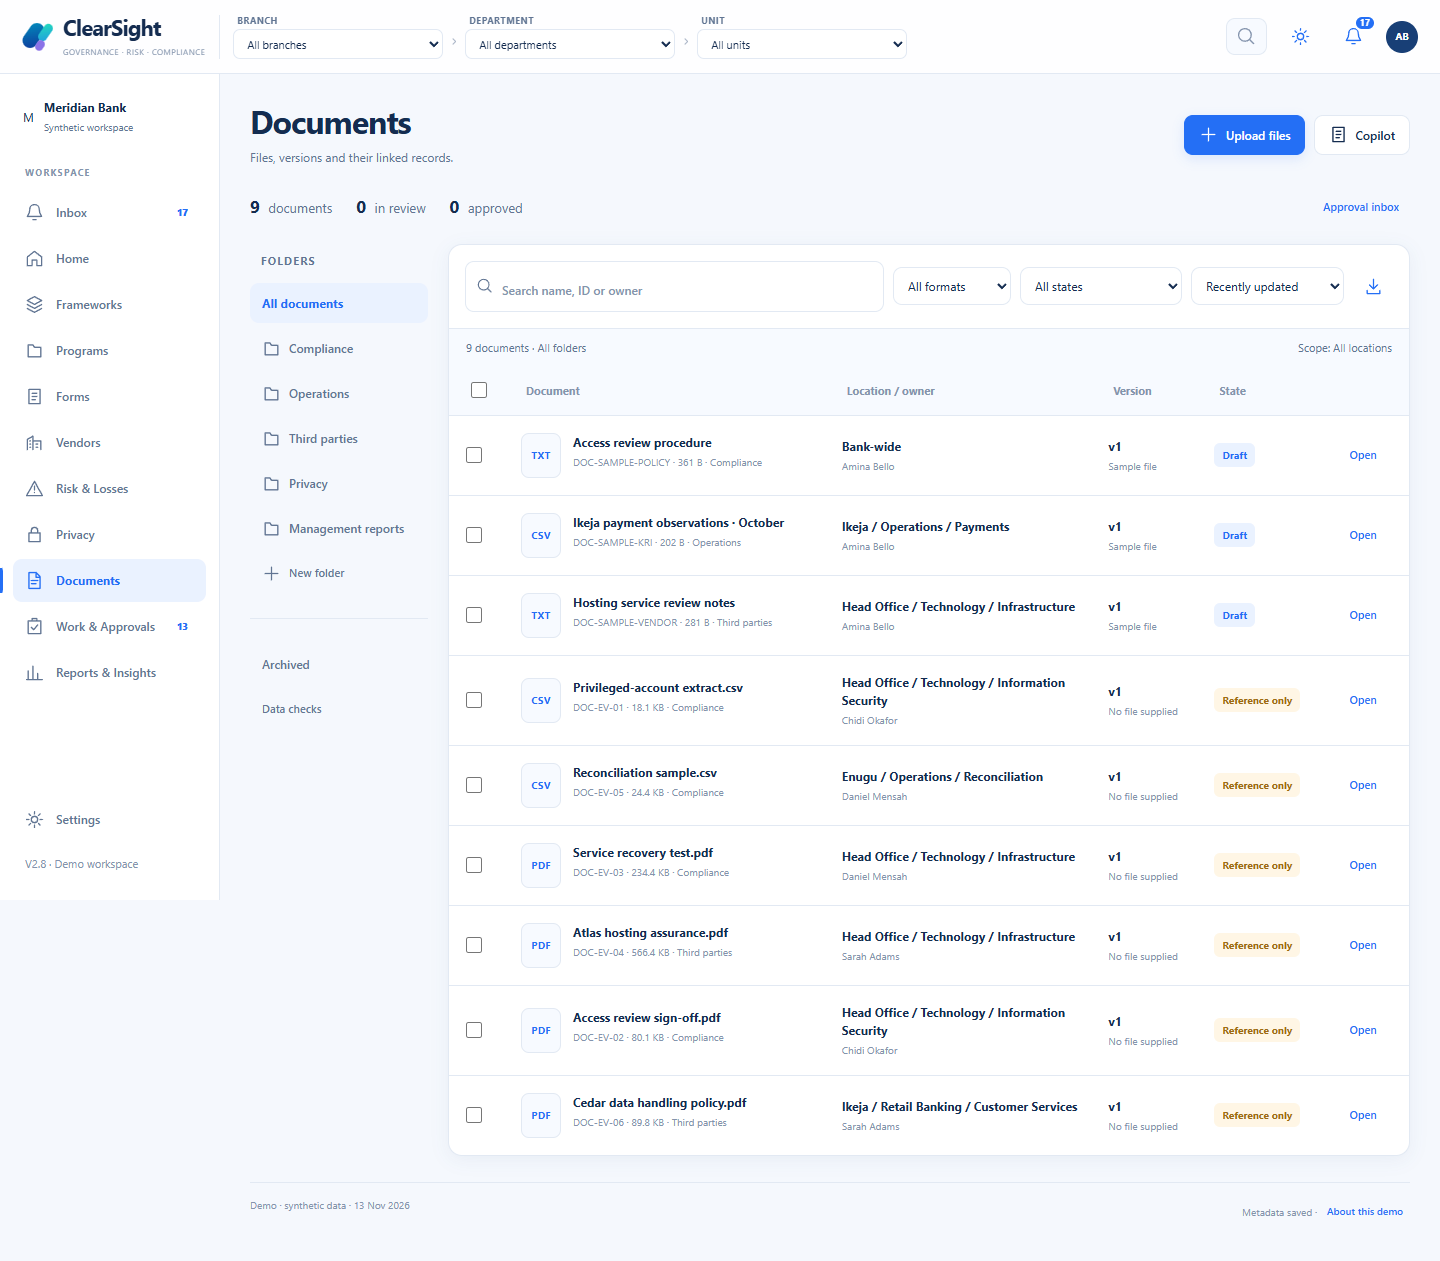 ClearSight
GOVERNANCE · RISK · COMPLIANCE
BRANCH
All branches
›
DEPARTMENT
All departments
›
UNIT
All units
17
AB
M
Meridian Bank
Synthetic workspace
WORKSPACE
Inbox 17
Home
Frameworks
Programs
Forms
Vendors
Risk & Losses
Privacy
Documents
Work & Approvals 13
Reports & Insights
Settings
V2.8 · Demo workspace
Documents
Files, versions and their linked records.
Upload files
Copilot
9 documents 0 in review 0 approved
Approval inbox
FOLDERS
All documents
Compliance
Operations
Third parties
Privacy
Management reports
New folder
Archived
Data checks
Search name, ID or owner
All formats
All states
Recently updated
9 documents · All folders
Scope: All locations
Document Location / owner Version State
TXT Access review procedure Bank-wide v1 Draft Open
DOC-SAMPLE-POLICY · 361 B · Compliance Amina Bello Sample file
CSV Ikeja payment observations · October Ikeja / Operations / Payments v1 Draft Open
DOC-SAMPLE-KRI · 202 B · Operations Amina Bello Sample file
TXT Hosting service review notes Head Office / Technology / Infrastructure v1 Draft Open
DOC-SAMPLE-VENDOR · 281 B · Third parties Amina Bello Sample file
CSV Privileged-account extract.csv Head Office / Technology / Information v1 Reference only Open
Security
DOC-EV-01 · 18.1 KB · Compliance Chidi Okafor No file supplied
CSV Reconciliation sample.csv Enugu / Operations / Reconciliation v1 Reference only Open
DOC-EV-05 · 24.4 KB · Compliance Daniel Mensah No file supplied
PDF Service recovery test.pdf Head Office / Technology / Infrastructure v1 Reference only Open
DOC-EV-03 · 234.4 KB · Compliance Daniel Mensah No file supplied
PDF Atlas hosting assurance.pdf Head Office / Technology / Infrastructure v1 Reference only Open
DOC-EV-04 · 566.4 KB · Third parties Sarah Adams No file supplied
PDF Access review sign-off.pdf Head Office / Technology / Information v1 Reference only Open
Security
DOC-EV-02 · 80.1 KB · Compliance Chidi Okafor No file supplied
PDF Cedar data handling policy.pdf Ikeja / Retail Banking / Customer Services v1 Reference only Open
DOC-EV-06 · 89.8 KB · Third parties Sarah Adams No file supplied
Demo · synthetic data · 13 Nov 2026
Metadata saved · About this demo